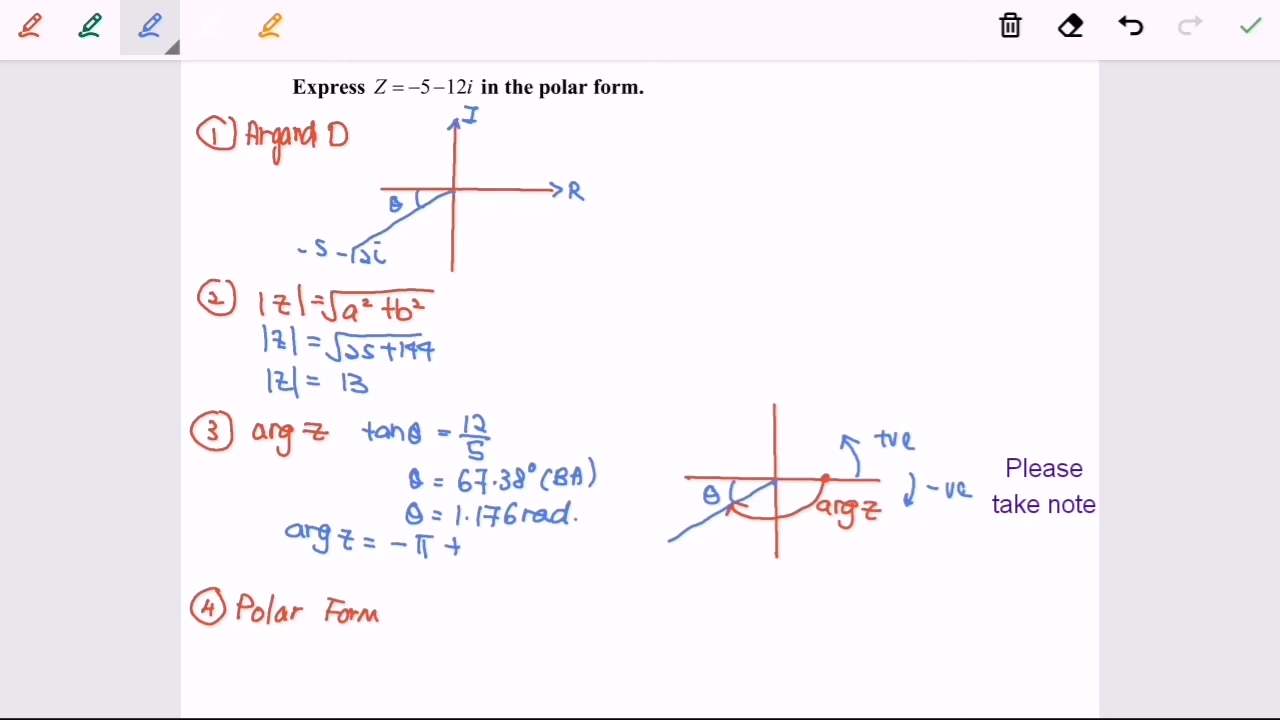 Express Z = −5−12i in the polar form.
① Argand D
I
R
θ
-5-12i
② |z| = √a² + b²
|z| = √25+144
|z| = 13
③ arg z tanθ = 12/5
θ = 67.38° (BA)
θ = 1.176 rad.
arg z = -π +
+ve
-ve
θ
arg z
Please
take note
④ Polar Form